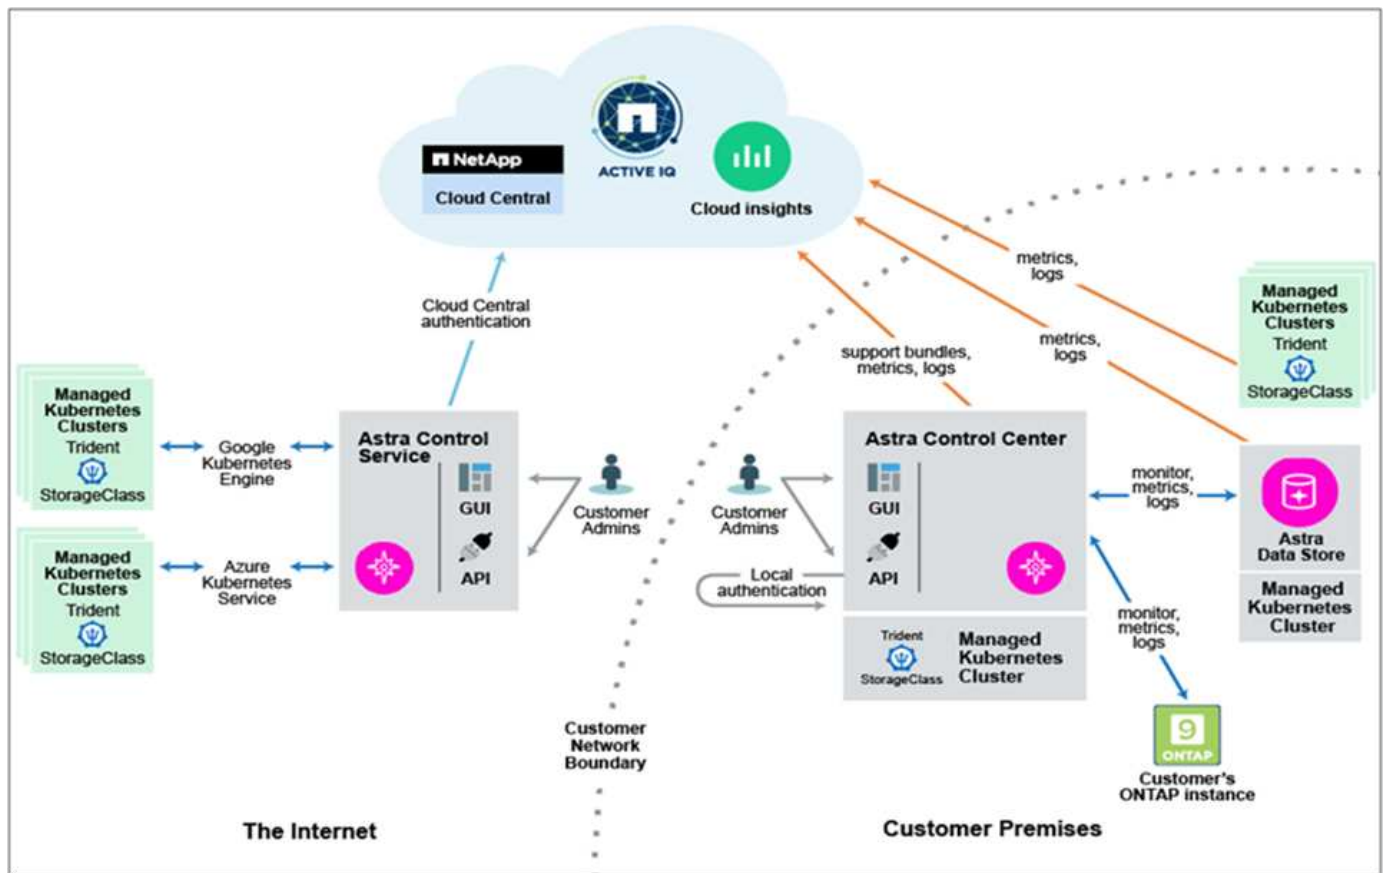 NetApp
Cloud Central
ACTIVE IQ
Cloud insights
Cloud Central
authentication
support bundles,
metrics, logs
metrics,
logs
metrics,
logs
Managed
Kubernetes
Clusters
Trident
StorageClass
Managed
Kubernetes
Clusters
Trident
StorageClass
Google
Kubernetes
Engine
Managed
Kubernetes
Clusters
Trident
StorageClass
Azure
Kubernetes
Service
Astra Control
Service
GUI
API
Customer
Admins
Customer
Admins
Local
authentication
Astra Control Center
GUI
API
Trident
StorageClass
Managed
Kubernetes
Cluster
monitor,
metrics,
logs
Astra
Data Store
Managed
Kubernetes
Cluster
monitor,
metrics,
logs
9
ONTAP
Customer's
ONTAP instance
Customer
Network
Boundary
The Internet
Customer Premises